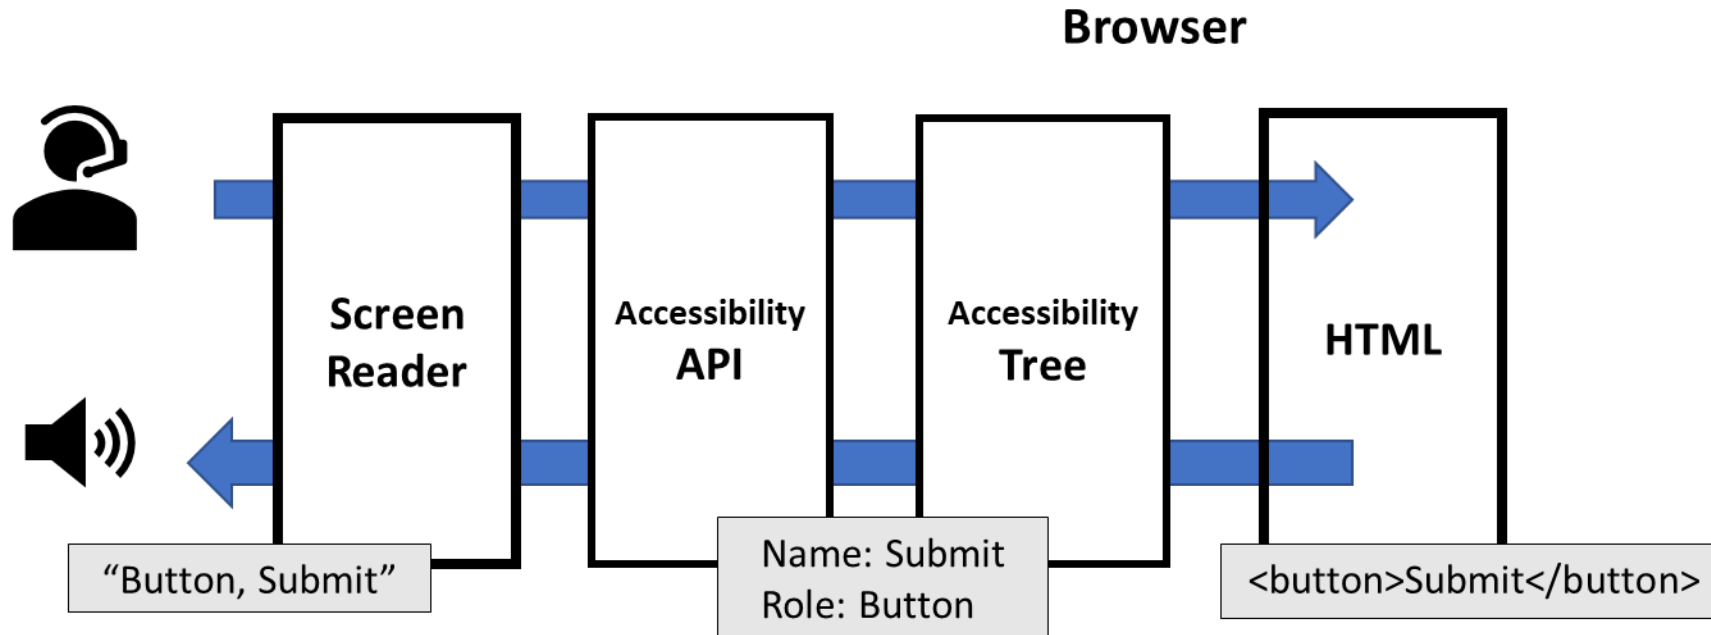 Browser
Screen
Reader
Accessibility
API
Accessibility
Tree
HTML
“Button, Submit”
Name: Submit
Role: Button
<button>Submit</button>